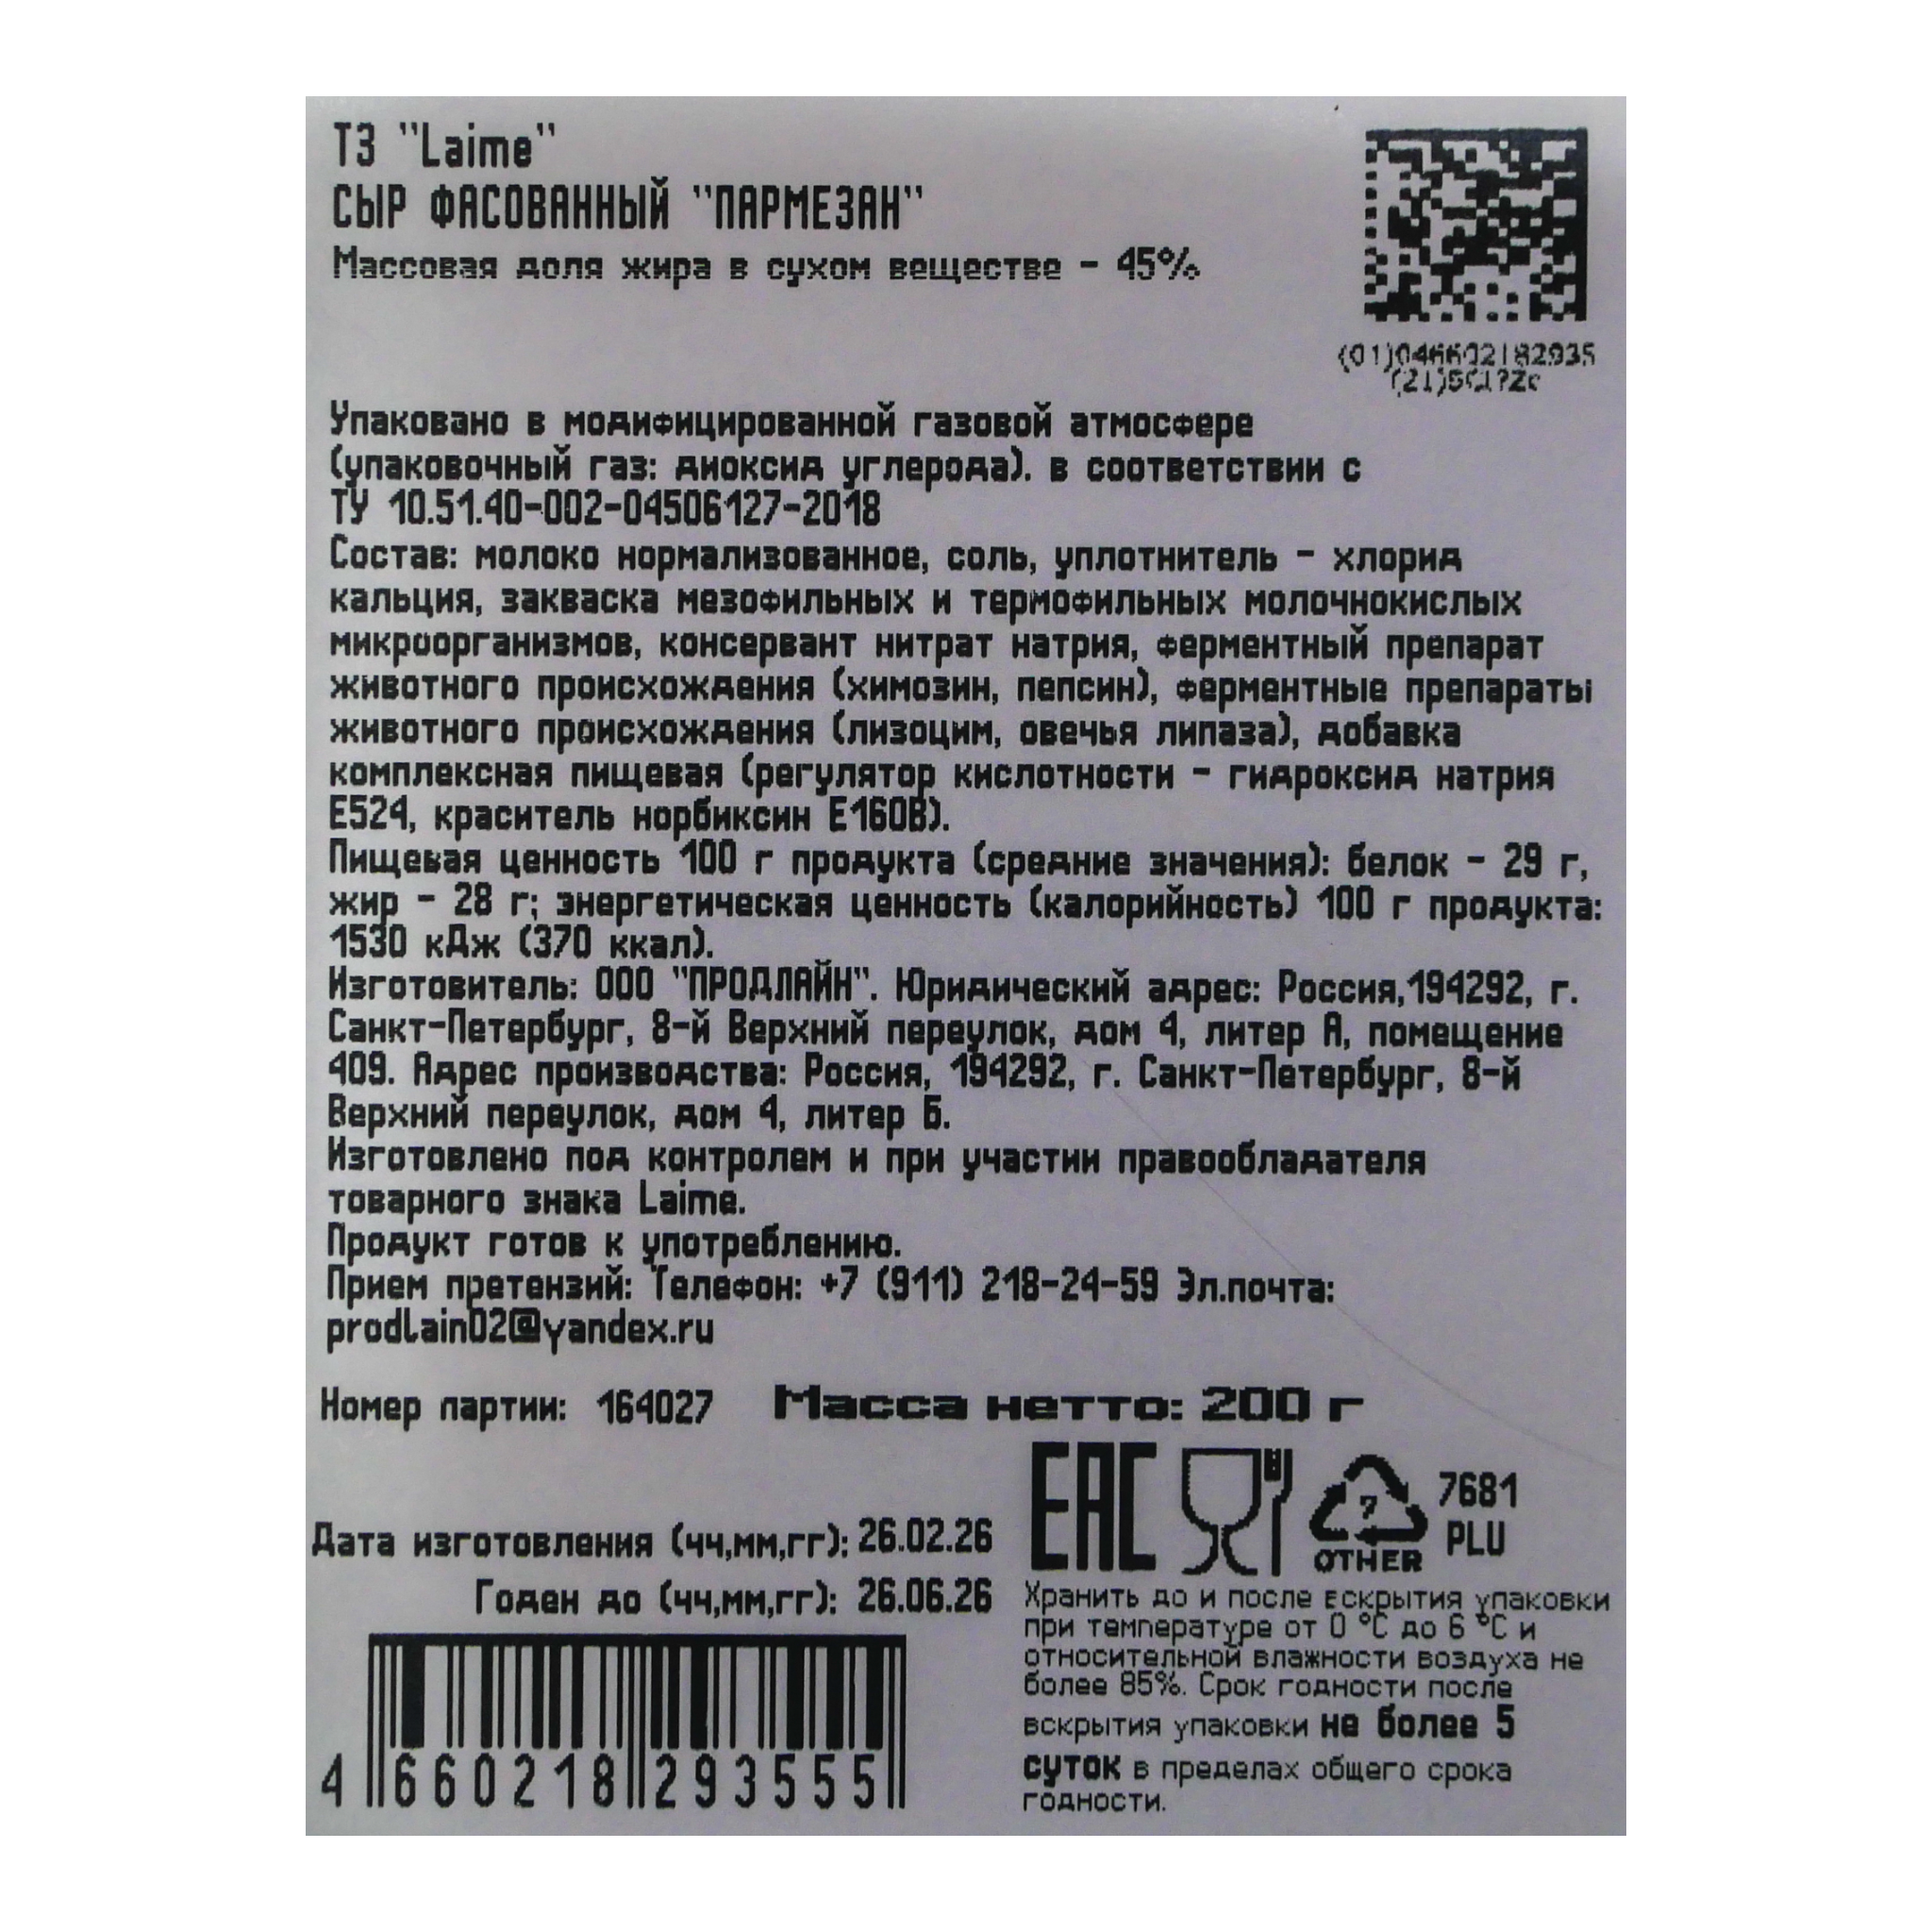 ТЗ "Laime"
СЫР ФАСОВАННЫЙ "ПАРМЕЗАН"
Массовая доля жира в сухом веществе - 45%
Упаковано в модифицированной газовой атмосфере
(упаковочный газ: диоксид углерода). в соответствии с
ТУ 10.51.40-002-04506127-2018
Состав: молоко нормализованное, соль, уплотнитель - хлорид
кальция, закваска мезофильных и термофильных молочнокислых
микроорганизмов, консервант нитрат натрия, ферментный препарат
животного происхождения (химозин, пепсин), ферментные препараты
животного происхождения (лизоцим, овечья липаза), добавка
комплексная пищевая (регулятор кислотности - гидроксид натрия
Е524, краситель норбиксин Е160В).
Пищевая ценность 100 г продукта (средние значения): белок - 29 г,
жир - 28 г; энергетическая ценность (калорийность) 100 г продукта:
1530 кДж (370 ккал).
Изготовитель: ООО "ПРОДЛАЙН". Юридический адрес: Россия,194292, г.
Санкт-Петербург, 8-й Верхний переулок, дом 4, литер А, помещение
409. Адрес производства: Россия, 194292, г. Санкт-Петербург, 8-й
Верхний переулок, дом 4, литер Б.
Изготовлено под контролем и при участии правообладателя
товарного знака Laime.
Продукт готов к употреблению.
Прием претензий: Телефон: +7 (911) 218-24-59 Эл.почта:
prodlain02@yandex.ru
Номер партии: 164027 Масса нетто: 200 г
EAC
7
OTHER
7681
PLU
Дата изготовления (чч,мм,гг): 26.02.26
Годен до (чч,мм,гг): 26.06.26
Хранить до и после вскрытия упаковки
при температуре от 0 °С до 6 °С и
относительной влажности воздуха не
более 85%. Срок годности после
вскрытия упаковки не более 5
суток в пределах общего срока
годности.
4 660218 293555